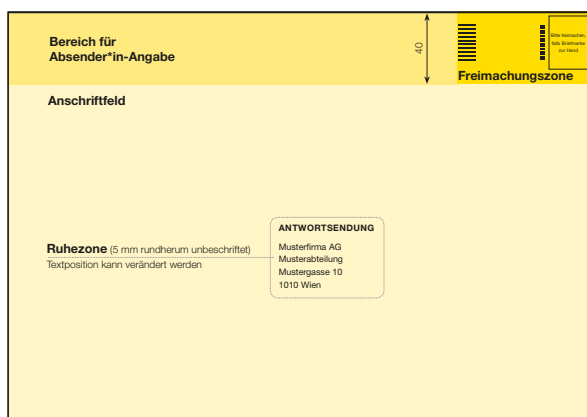 Bereich für
Absender*in-Angabe
40
Bitte freimachen,
falls Briefmarke
zur Hand
Freimachungszone
Anschriftfeld
ANTWORTSENDUNG
Musterfirma AG
Musterabteilung
Mustergasse 10
1010 Wien
Ruhezone (5 mm rundherum unbeschriftet)
Textposition kann verändert werden